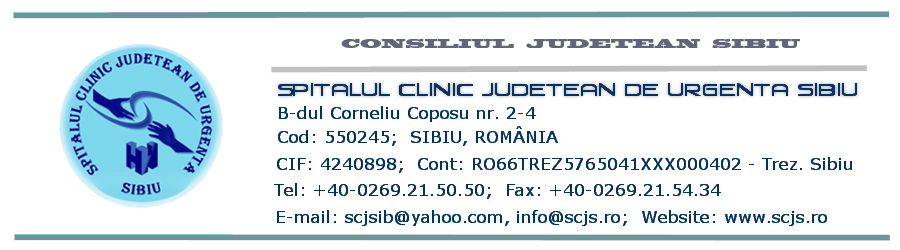 CONSILIUL JUDETEAN SIBIU
SPITALUL CLINIC JUDETEAN DE URGENTA
SIBIU
SPITALUL CLINIC JUDETEAN DE URGENTA SIBIU
B-dul Corneliu Coposu nr. 2-4
Cod: 550245; SIBIU, ROMÂNIA
CIF: 4240898; Cont: RO66TREZ5765041XXX000402 - Trez. Sibiu
Tel: +40-0269.21.50.50; Fax: +40-0269.21.54.34
E-mail: scjsib@yahoo.com, info@scjs.ro; Website: www.scjs.ro